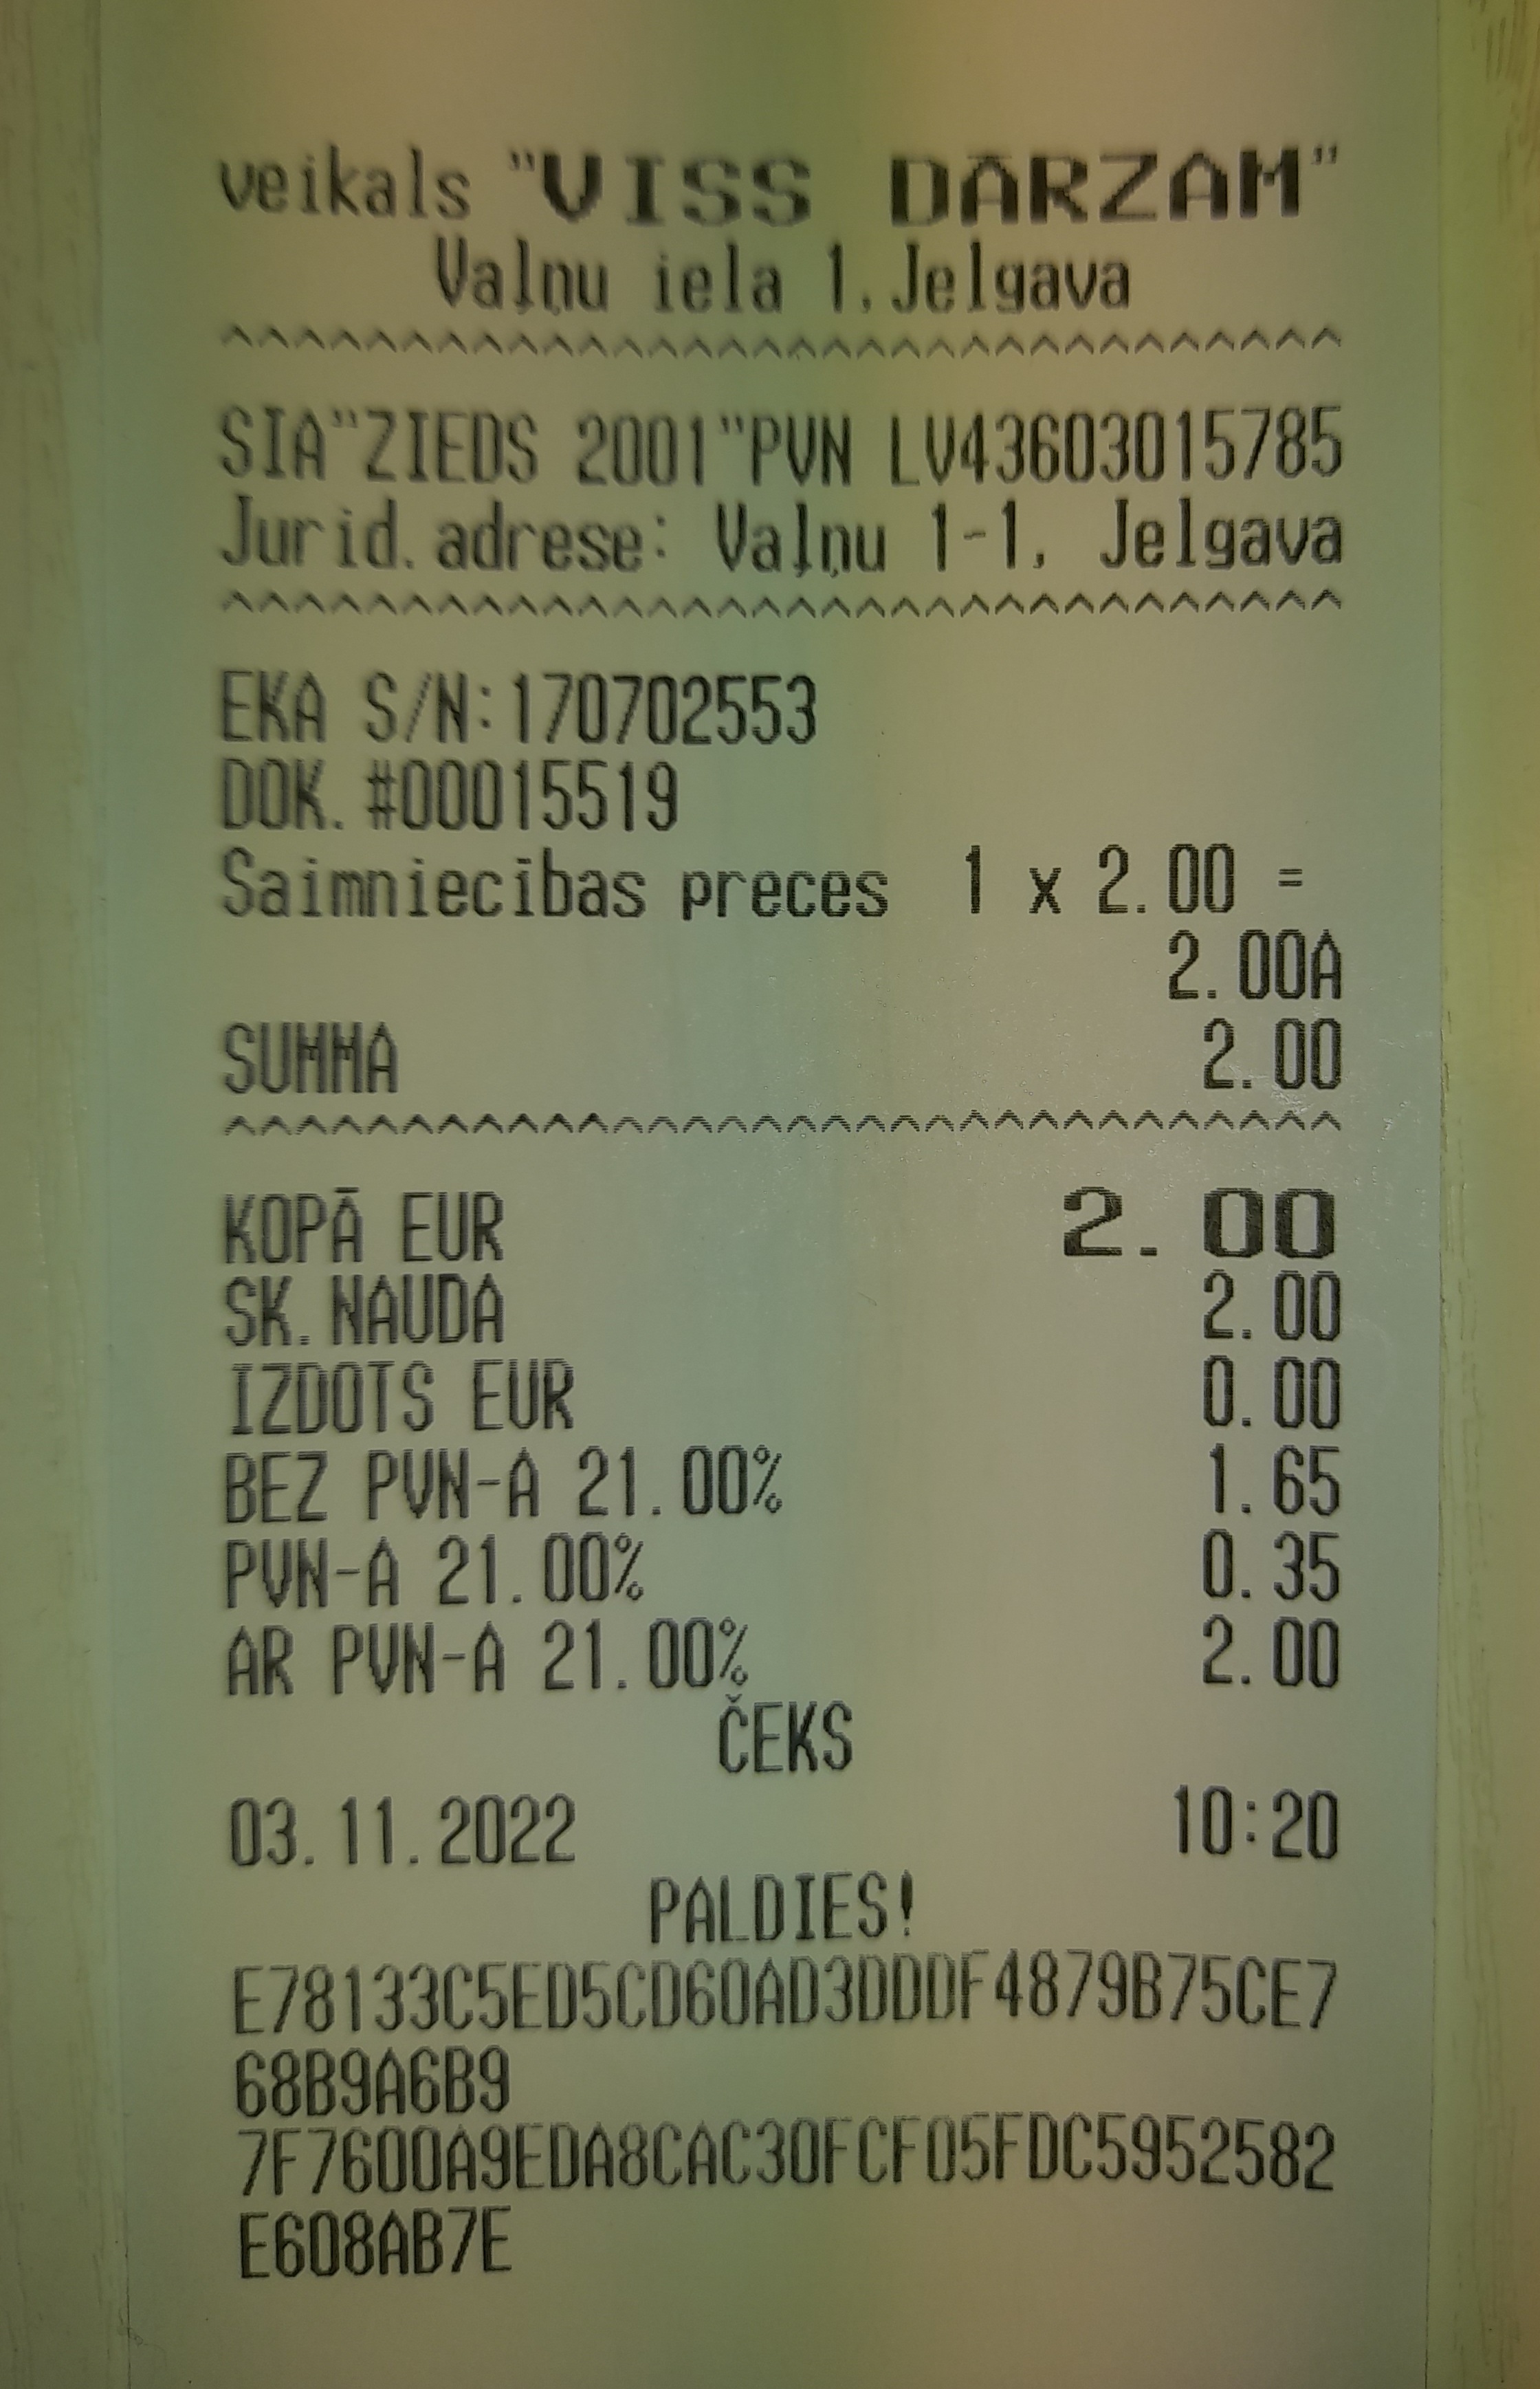 veikals "VISS DĀRZAM"
Vaļņu iela 1,Jelgava
^^^^^^^^^^^^^^^^^^^^^^^^^^^^^^^^
SIA"ZIEDS 2001"PVN LV43603015785
Jurid.adrese: Vaļņu 1-1, Jelgava
^^^^^^^^^^^^^^^^^^^^^^^^^^^^^^^^
EKA S/N:170702553
DOK. #00015519
Saimniecības preces 1 x 2.00 =
2.00A
SUMMA 2.00
^^^^^^^^^^^^^^^^^^^^^^^^^^^^^^^^
KOPĀ EUR 2.00
SK.NAUDA 2.00
IZDOTS EUR 0.00
BEZ PVN-A 21.00% 1.65
PVN-A 21.00% 0.35
AR PVN-A 21.00% 2.00
ČEKS
03.11.2022 10:20
PALDIES!
E78133C5ED5CD60AD3DDDF4879B75CE7
68B9A6B9
7F7600A9EDA8CAC30FCF05FDC5952582
E608AB7E